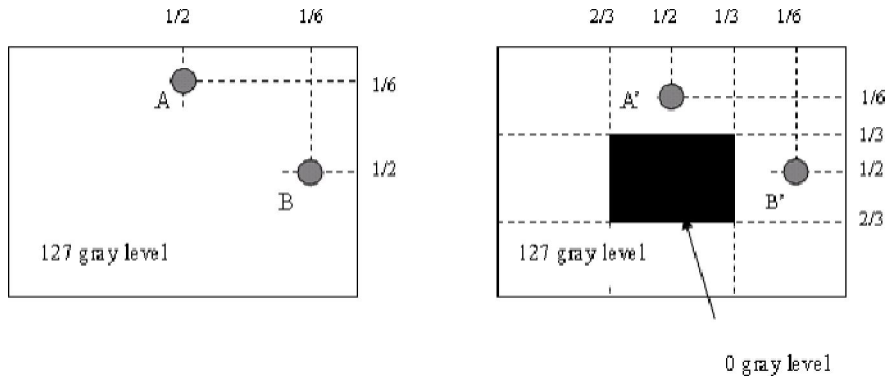 1/2 1/6
A
1/6
B
1/2
127 gray level
2/3 1/2 1/3 1/6
A'
1/6
1/3
1/2
B'
2/3
127 gray level
0 gray level